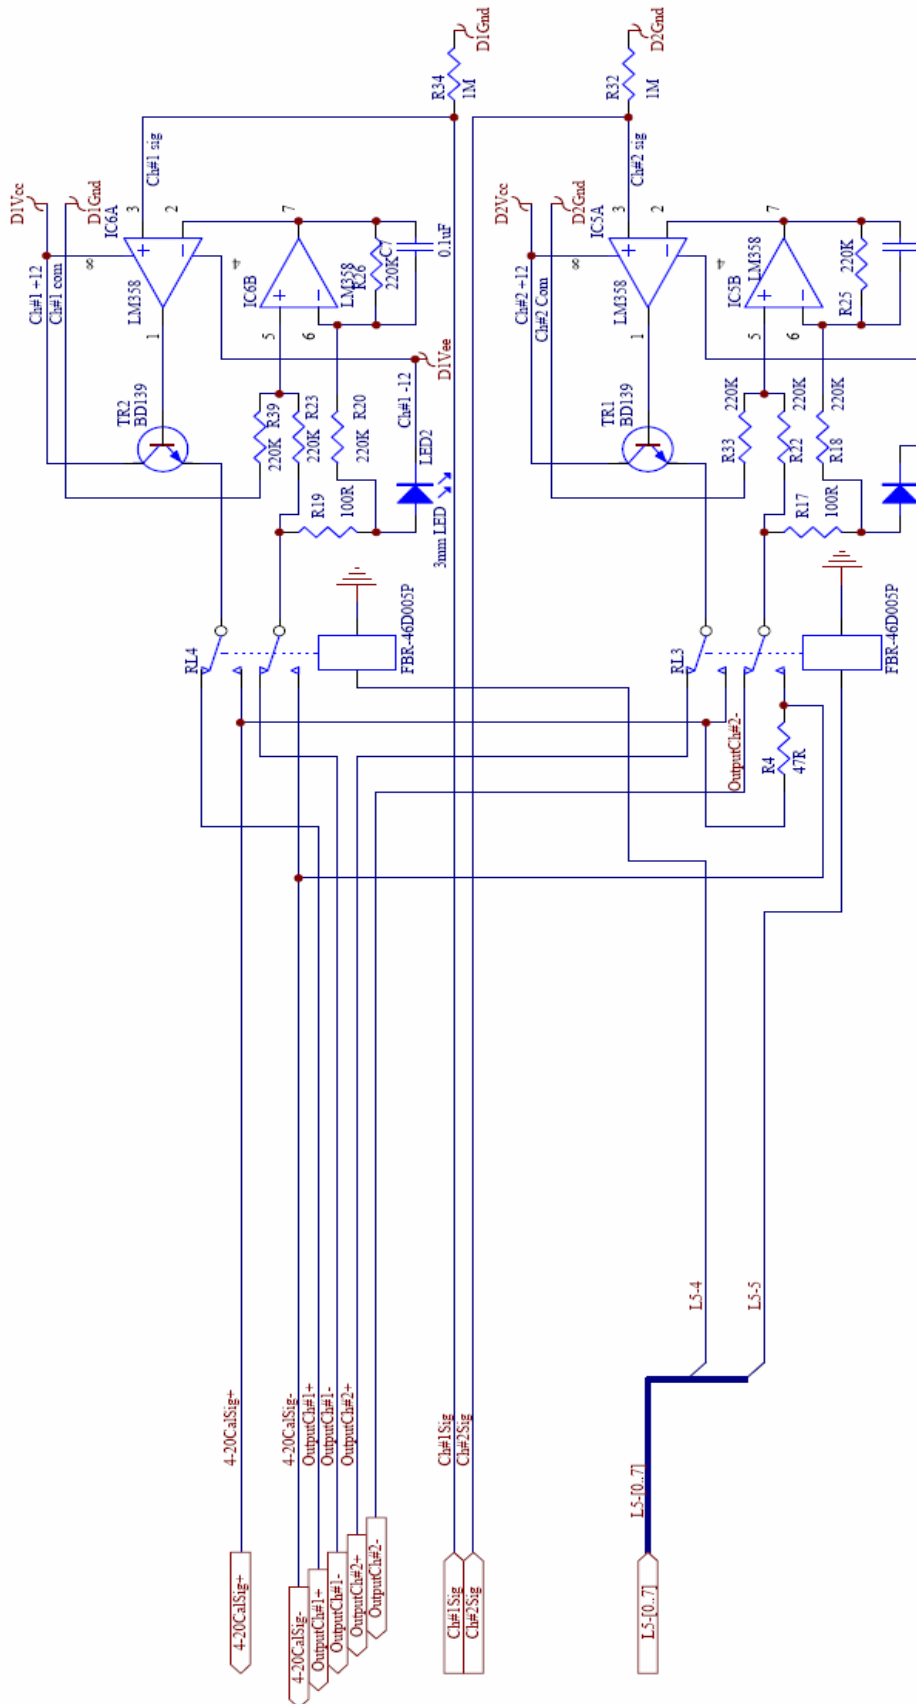 D1Gnd
R34
1M
D2Gnd
R32
1M
D1Vcc
D1Gnd
IC6A
Ch#1 sig
3
2
Ch#1 +12
Ch#1 com
8
4
LM358
1
7
IC6B
LM358
5
6
R26
220K
C7
0.1uF
TR2
BD139
R39
220K
R23
220K
R20
220K
D1Vee
Ch#1 -12
LED2
3mm LED
R19
100R
RL4
FBR-46D005P
D2Vcc
D2Gnd
IC5A
Ch#2 sig
3
2
Ch#2 +12
Ch#2 Com
8
4
LM358
1
7
IC5B
LM358
5
6
220K
R25
TR1
BD139
220K
R33
220K
R22
220K
R18
R17
100R
RL3
FBR-46D005P
OutputCh#2-
R4
47R
L5-4
L5-5
4-20CalSig+
4-20CalSig-
OutputCh#1+
OutputCh#1-
OutputCh#2+
Ch#1Sig
Ch#2Sig
L5-[0..7]
4-20CalSig+
4-20CalSig-
OutputCh#1+
OutputCh#1-
OutputCh#2+
OutputCh#2-
Ch#1Sig
Ch#2Sig
L5-[0..7]